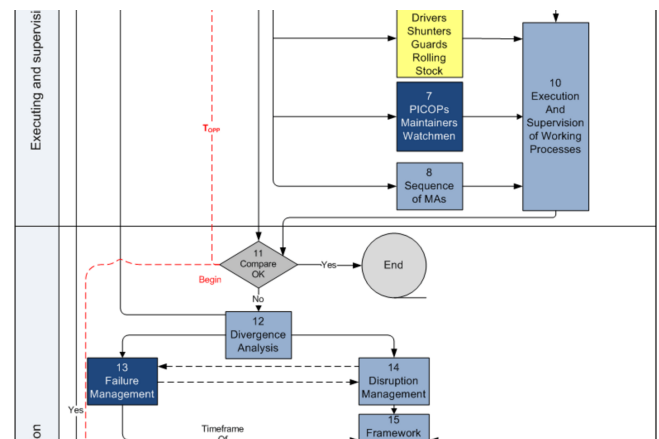 Executing and supervisi
Drivers
Shunters
Guards
Rolling
Stock
10
Execution
And
Supervision
of Working
Processes
7
PICOPs
Maintainers
Watchmen
TOPP
8
Sequence
of MAs
11
Compare
OK
Yes
End
Begin
No
12
Divergence
Analysis
13
Failure
Management
14
Disruption
Management
Yes
15
Framework
Timeframe
Of
on